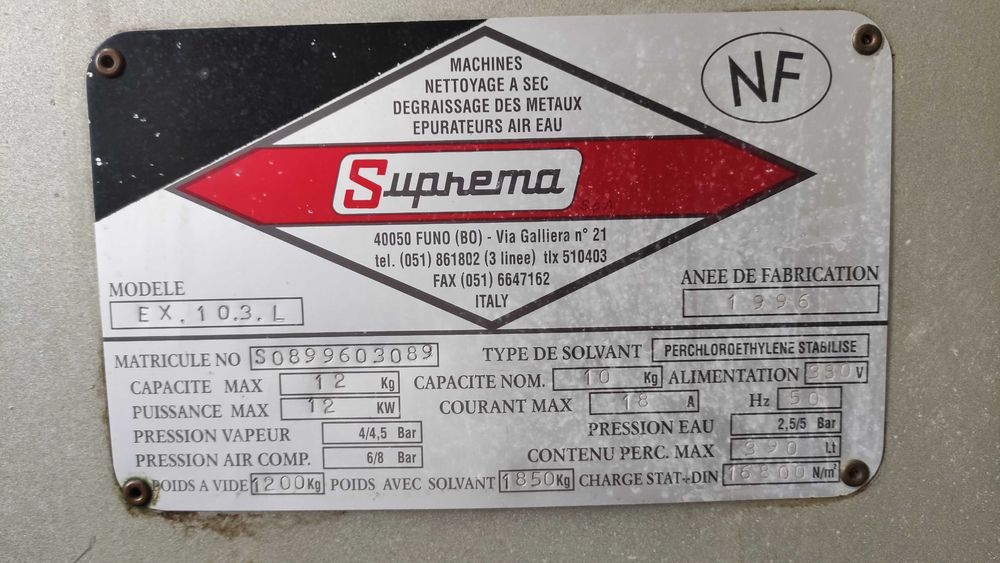 MACHINES
NETTOYAGE A SEC
DEGRAISSAGE DES METAUX
EPURATEURS AIR EAU
NF
Suprema
40050 FUNO (BO) - Via Galliera n° 21
tel. (051) 861802 (3 linee) tlx 510403
FAX (051) 6647162
ITALY
MODELE
EX.10.3.L
ANEE DE FABRICATION
1996
MATRICULE NO S0899603089 TYPE DE SOLVANT PERCHLOROETHYLENE STABILISE
CAPACITE MAX 12 Kg CAPACITE NOM. 10 Kg ALIMENTATION 380 V
PUISSANCE MAX 12 KW COURANT MAX 18 A Hz 50
PRESSION VAPEUR 4/4,5 Bar PRESSION EAU 2,5/5 Bar
PRESSION AIR COMP. 6/8 Bar CONTENU PERC. MAX 390 Lt
POIDS A VIDE 1200 Kg POIDS AVEC SOLVANT 1850 Kg CHARGE STAT÷DIN 16800 N/m²